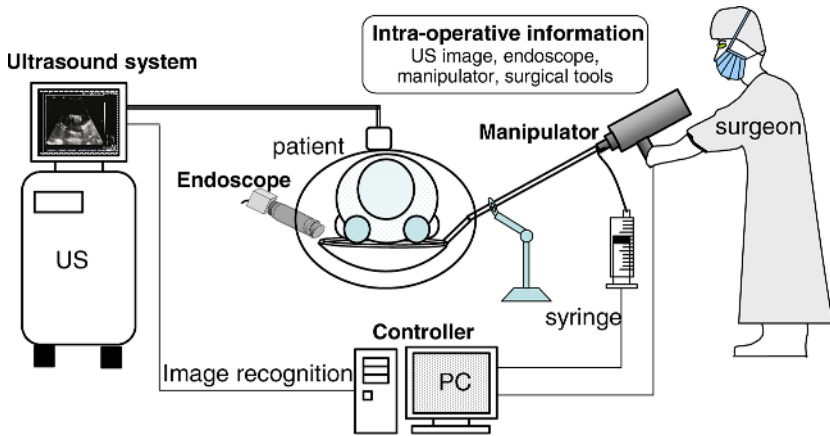 Intra-operative information
US image, endoscope,
manipulator, surgical tools
Ultrasound system
patient
Manipulator
surgeon
Endoscope
US
syringe
Controller
Image recognition
PC